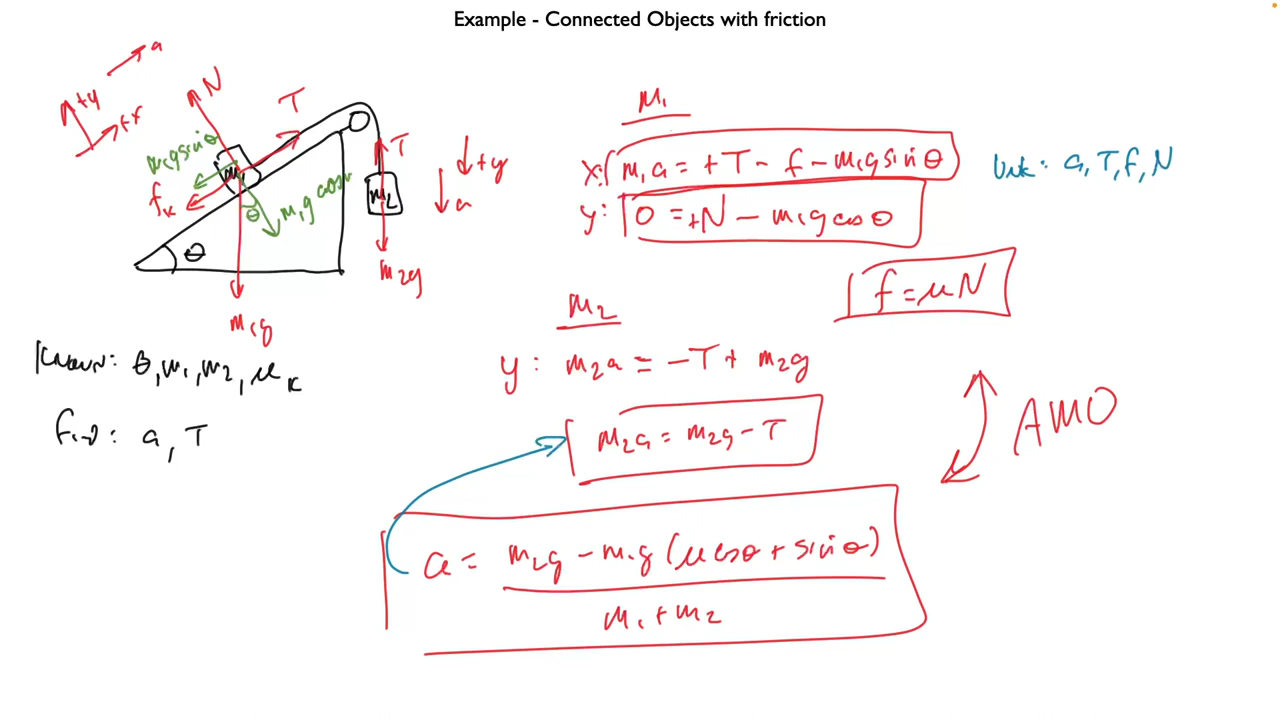 Example - Connected Objects with friction
a
+y
+x
N
T
m₁g sin θ
m₁
f_k
θ
m₁g cos θ
T
+y
m₂
a
θ
m₂g
m₁g
Known: θ, m₁, m₂, μ_k
Find: a, T
M₁
x: m₁a = +T - f - m₁g sin θ
Unk: a, T, f, N
y: 0 = +N - m₁g cos θ
f = μN
M₂
y: m₂a = -T + m₂g
m₂a = m₂g - T
AMO
a = m₂g - m₁g (μ cos θ + sin θ)
m₁ + m₂